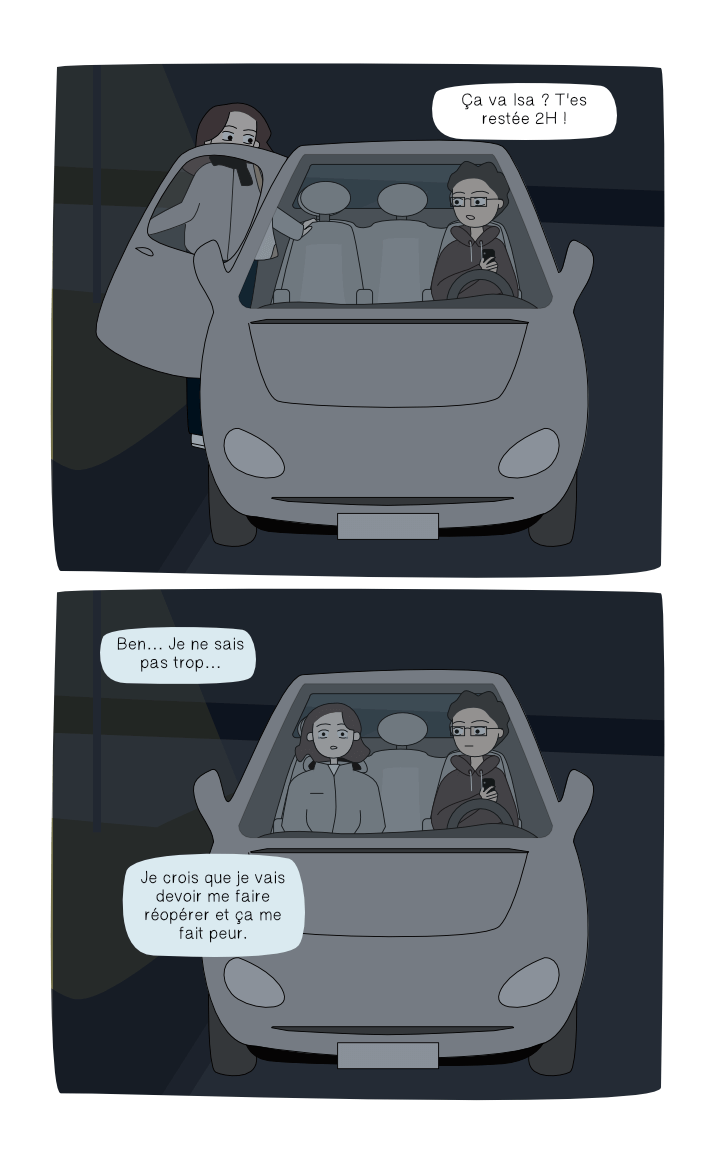 Ça va Isa ? T'es
restée 2H !
Ben... Je ne sais
pas trop...
Je crois que je vais
devoir me faire
réopérer et ça me
fait peur.